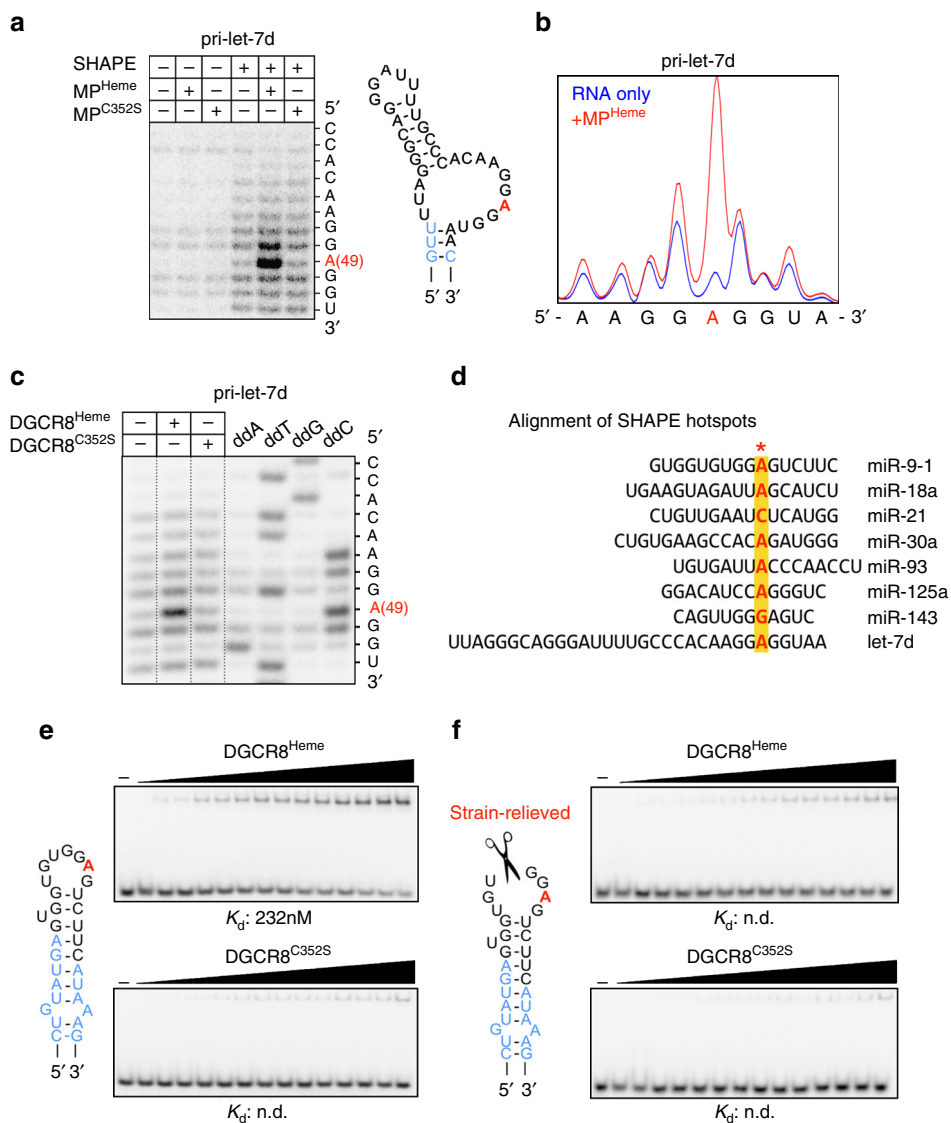 a
pri-let-7d
SHAPE – – – + + +
MP^Heme – + – – + –
MP^C352S – – + – – +
5′
C
C
A
C
A
A
G
G
A(49)
G
G
U
3′
A U U U G C C C A C A A G G A G G U A A C
G G G A C G G G A U U U U G
5′ 3′
b
pri-let-7d
RNA only
+MP^Heme
5′ - A A G G A G G U A - 3′
c
pri-let-7d
DGCR8^Heme – + –
DGCR8^C352S – – +
ddA ddT ddG ddC
5′
C
C
A
C
A
A
G
G
A(49)
G
G
U
3′
d
Alignment of SHAPE hotspots
*
GUGGUGUGGAGUCUUC miR-9-1
UGAAGUAGAUUAGCAUCU miR-18a
CUGUUGAAUCUCAUGG miR-21
CUGUGAAGCCACAGAUGGG miR-30a
UGUGAUUACCCAACCU miR-93
GGACAUCCAGGGUC miR-125a
CAGUUGGGAGUC miR-143
UUAGGGCAGGGAUUUUGCCCACAAGGAGGUAA let-7d
e
DGCR8^Heme
–
K_d: 232nM
DGCR8^C352S
–
K_d: n.d.
G U G G A
U G
G U
G-C
G-U
G-U
U
G-U
A-C
G-A
U-U
A-A
U-A
G A
U-G
C
5′ 3′
f
DGCR8^Heme
–
Strain-relieved
K_d: n.d.
DGCR8^C352S
–
K_d: n.d.
U G G A
G G
5′ 3′